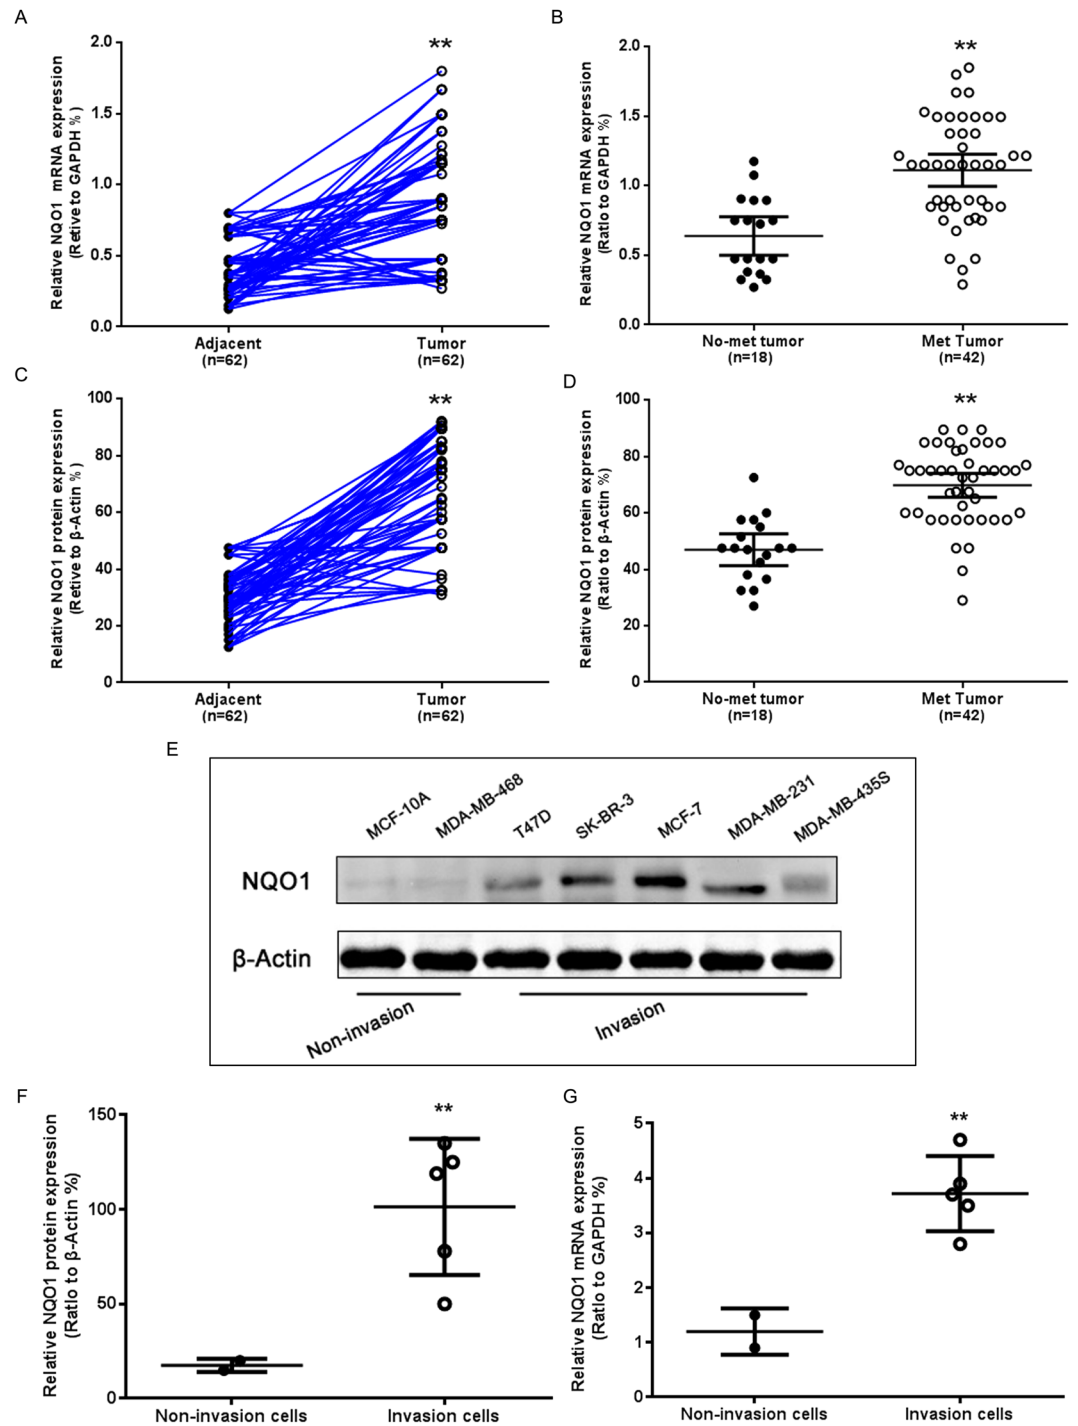 A
Relative NQO1 mRNA expression
(Retive to GAPDH %)
2.0
1.5
1.0
0.5
0.0
**
Adjacent
(n=62)
Tumor
(n=62)
B
Relative NQO1 mRNA expression
(Ratio to GAPDH %)
2.0
1.5
1.0
0.5
0.0
**
No-met tumor
(n=18)
Met Tumor
(n=42)
C
Relative NQO1 protein expression
(Retive to β-Actin %)
100
80
60
40
20
0
**
Adjacent
(n=62)
Tumor
(n=62)
D
Relative NQO1 protein expression
(Ratio to β-Actin %)
100
80
60
40
20
0
**
No-met tumor
(n=18)
Met Tumor
(n=42)
E
MCF-10A
MDA-MB-468
T47D
SK-BR-3
MCF-7
MDA-MB-231
MDA-MB-435S
NQO1
β-Actin
Non-invasion
Invasion
F
Relative NQO1 protein expression
(Ratio to β-Actin %)
150
100
50
0
**
Non-invasion cells
Invasion cells
G
Relative NQO1 mRNA expression
(Ratio to GAPDH %)
5
4
3
2
1
0
**
Non-invasion cells
Invasion cells